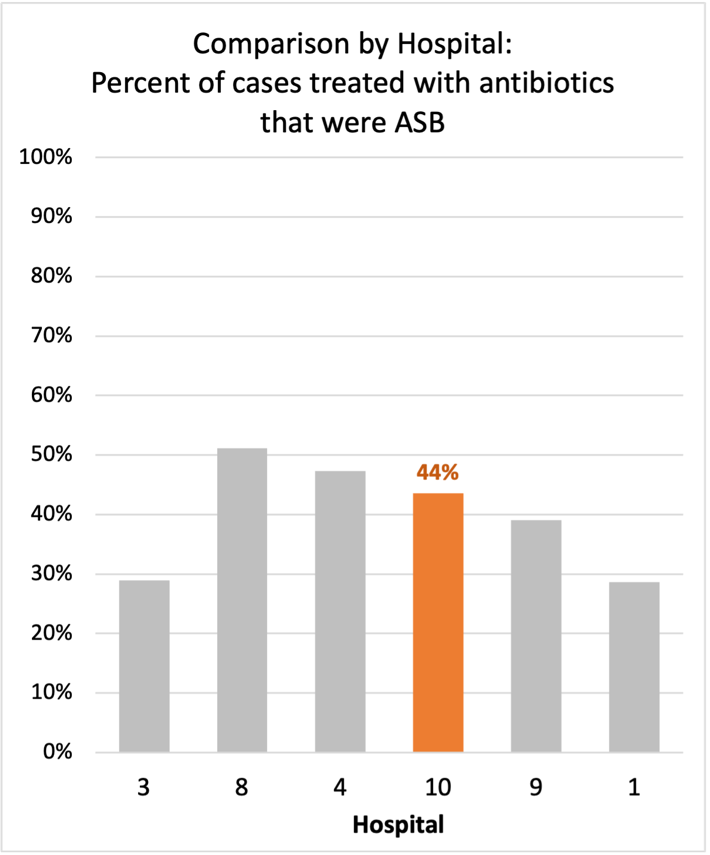 Comparison by Hospital:
Percent of cases treated with antibiotics
that were ASB
100%
90%
80%
70%
60%
50%
44%
40%
30%
20%
10%
0%
3 8 4 10 9 1
Hospital